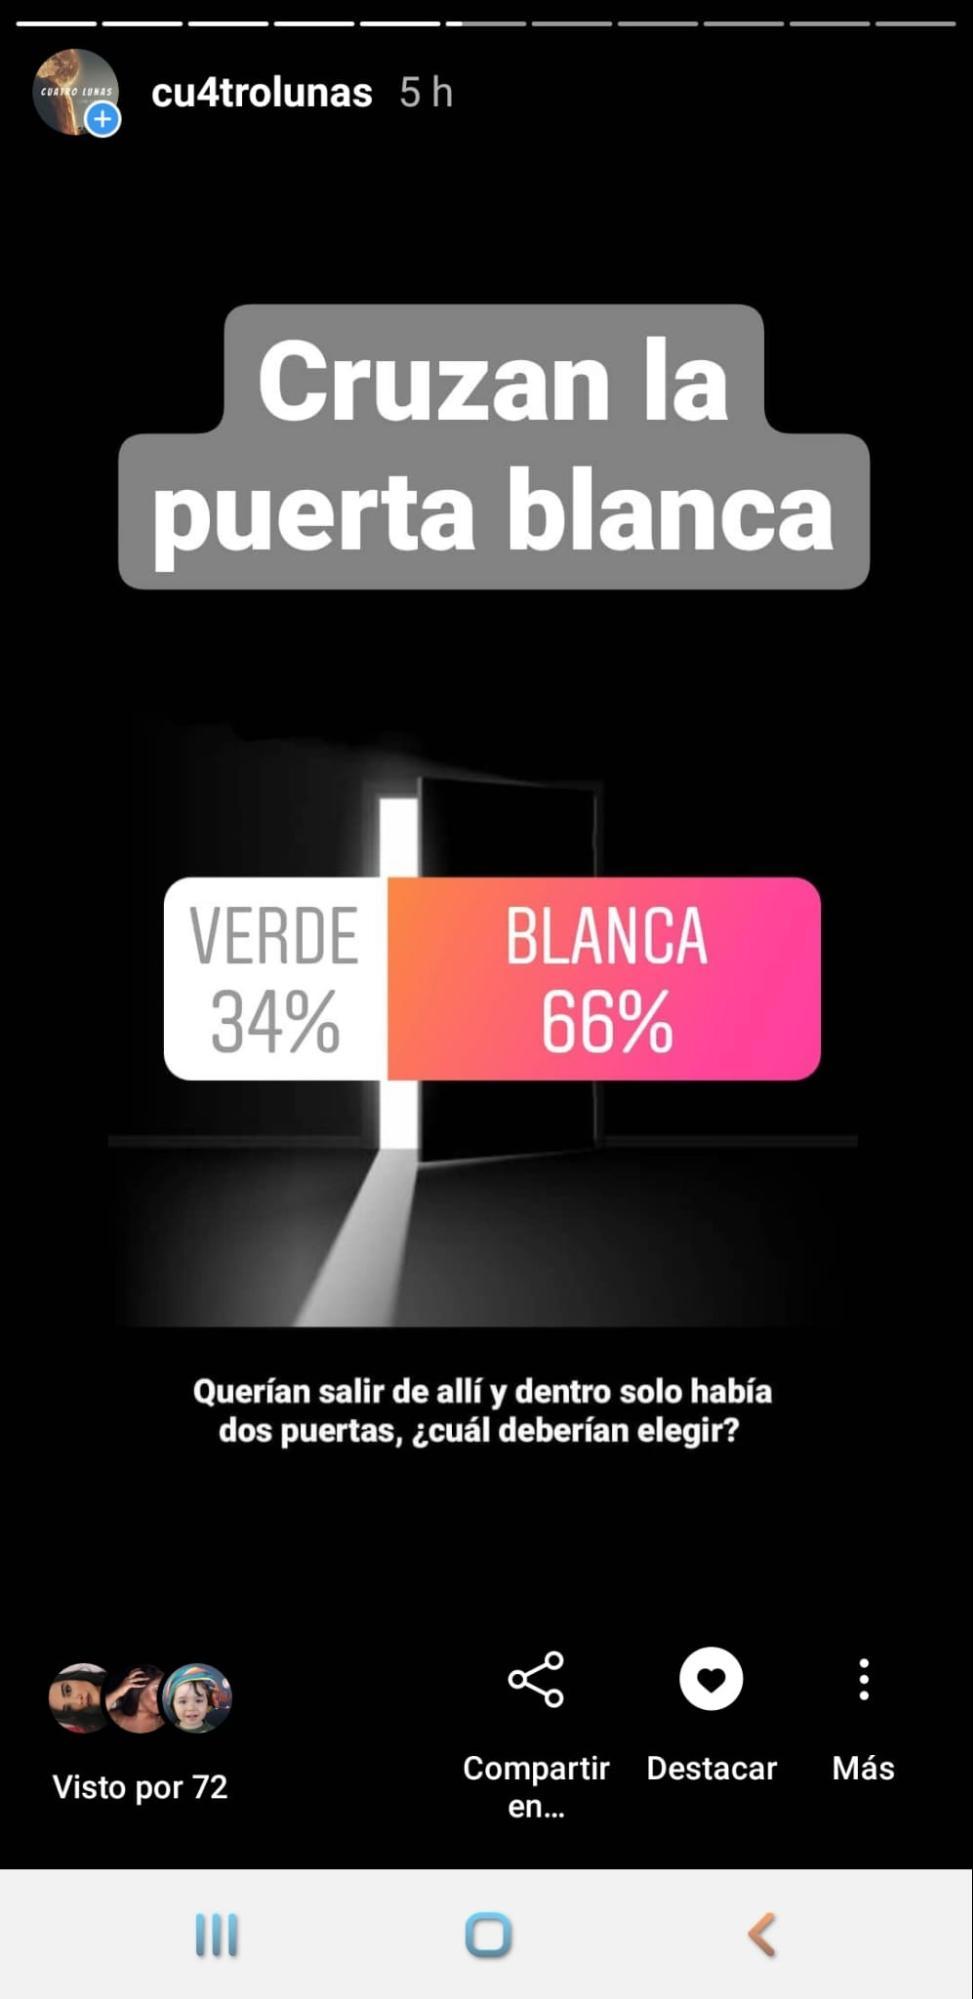 CUATRO LUNAS
cu4trolunas 5 h
Cruzan la
puerta blanca
VERDE BLANCA
34% 66%
Querían salir de allí y dentro solo había
dos puertas, ¿cuál deberían elegir?
Visto por 72
Compartir
en...
Destacar
Más